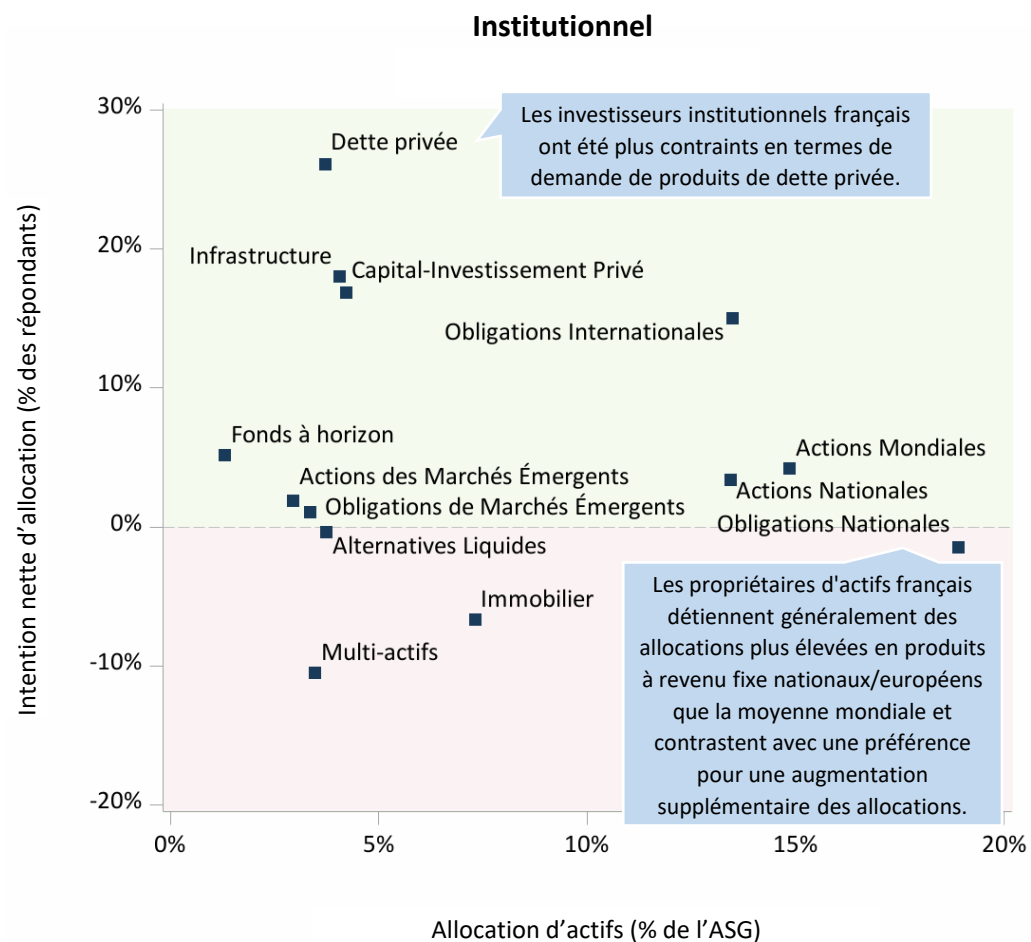 Institutionnel
Intention nette d’allocation (% des répondants)
30%
20%
10%
0%
-10%
-20%
Les investisseurs institutionnels français
ont été plus contraints en termes de
demande de produits de dette privée.
Dette privée
Infrastructure
Capital-Investissement Privé
Obligations Internationales
Fonds à horizon
Actions Mondiales
Actions des Marchés Émergents
Actions Nationales
Obligations de Marchés Émergents
Obligations Nationales
Alternatives Liquides
Immobilier
Multi-actifs
Les propriétaires d'actifs français
détiennent généralement des
allocations plus élevées en produits
à revenu fixe nationaux/européens
que la moyenne mondiale et
contrastent avec une préférence
pour une augmentation
supplémentaire des allocations.
0%
5%
10%
15%
20%
Allocation d’actifs (% de l’ASG)